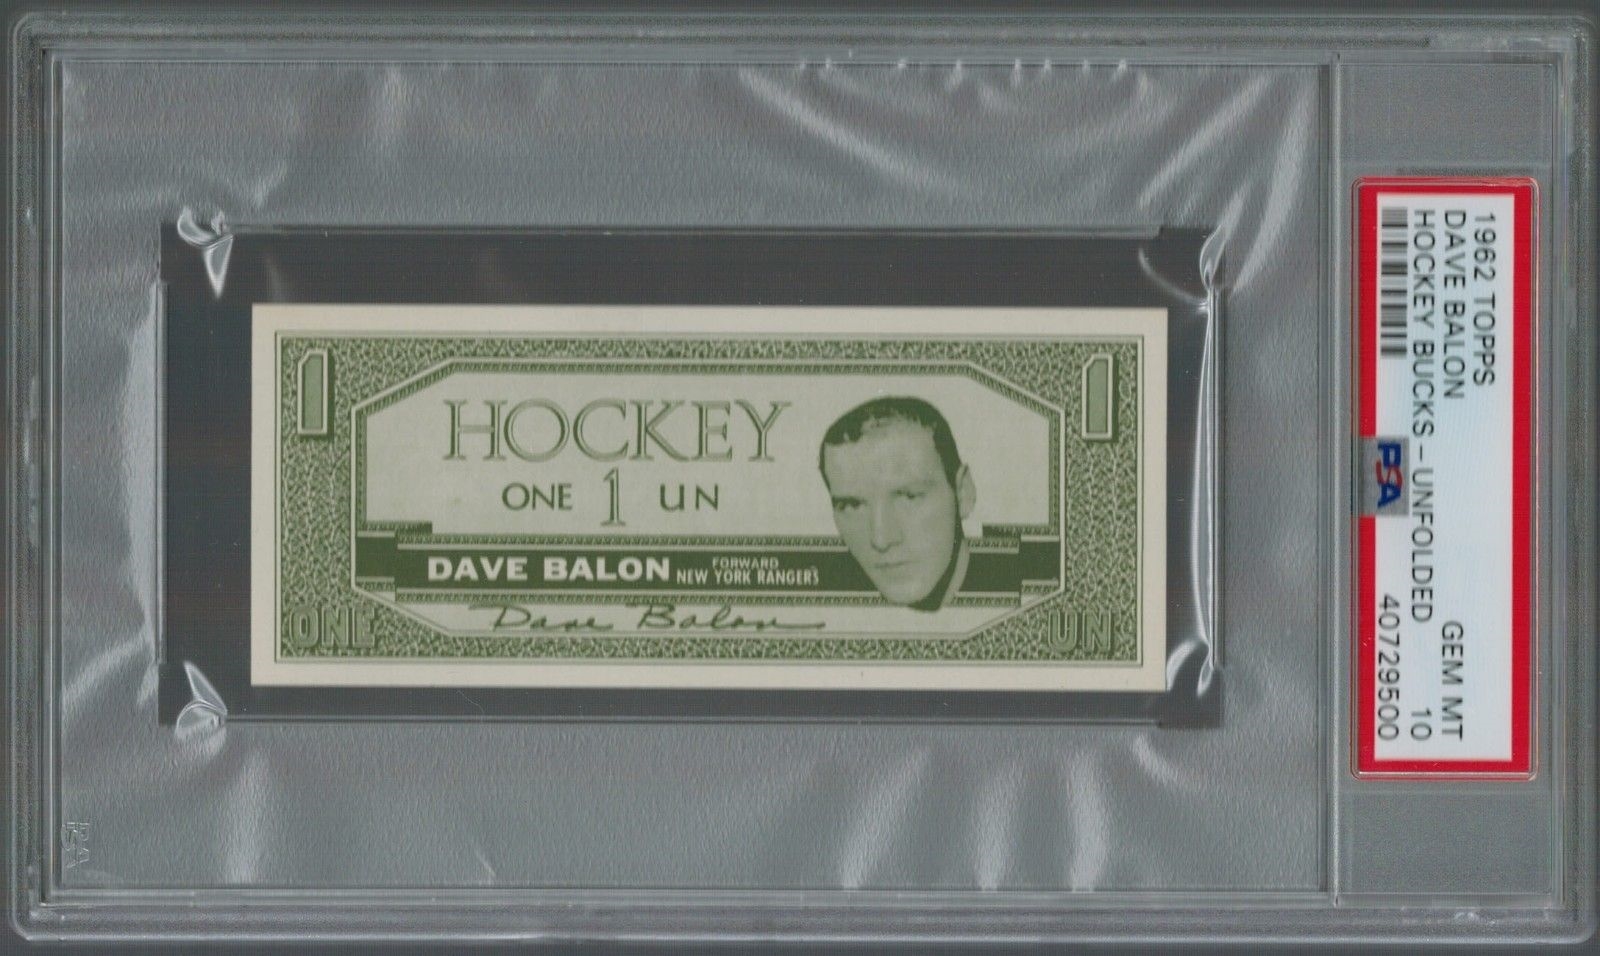 1 1
HOCKEY
ONE 1 UN
DAVE BALON FORWARD
NEW YORK RANGERS
Dave Balon
ONE UN
1962 TOPPS
DAVE BALON GEM MT
HOCKEY BUCKS-UNFOLDED 10
40729500
PSA
PSA